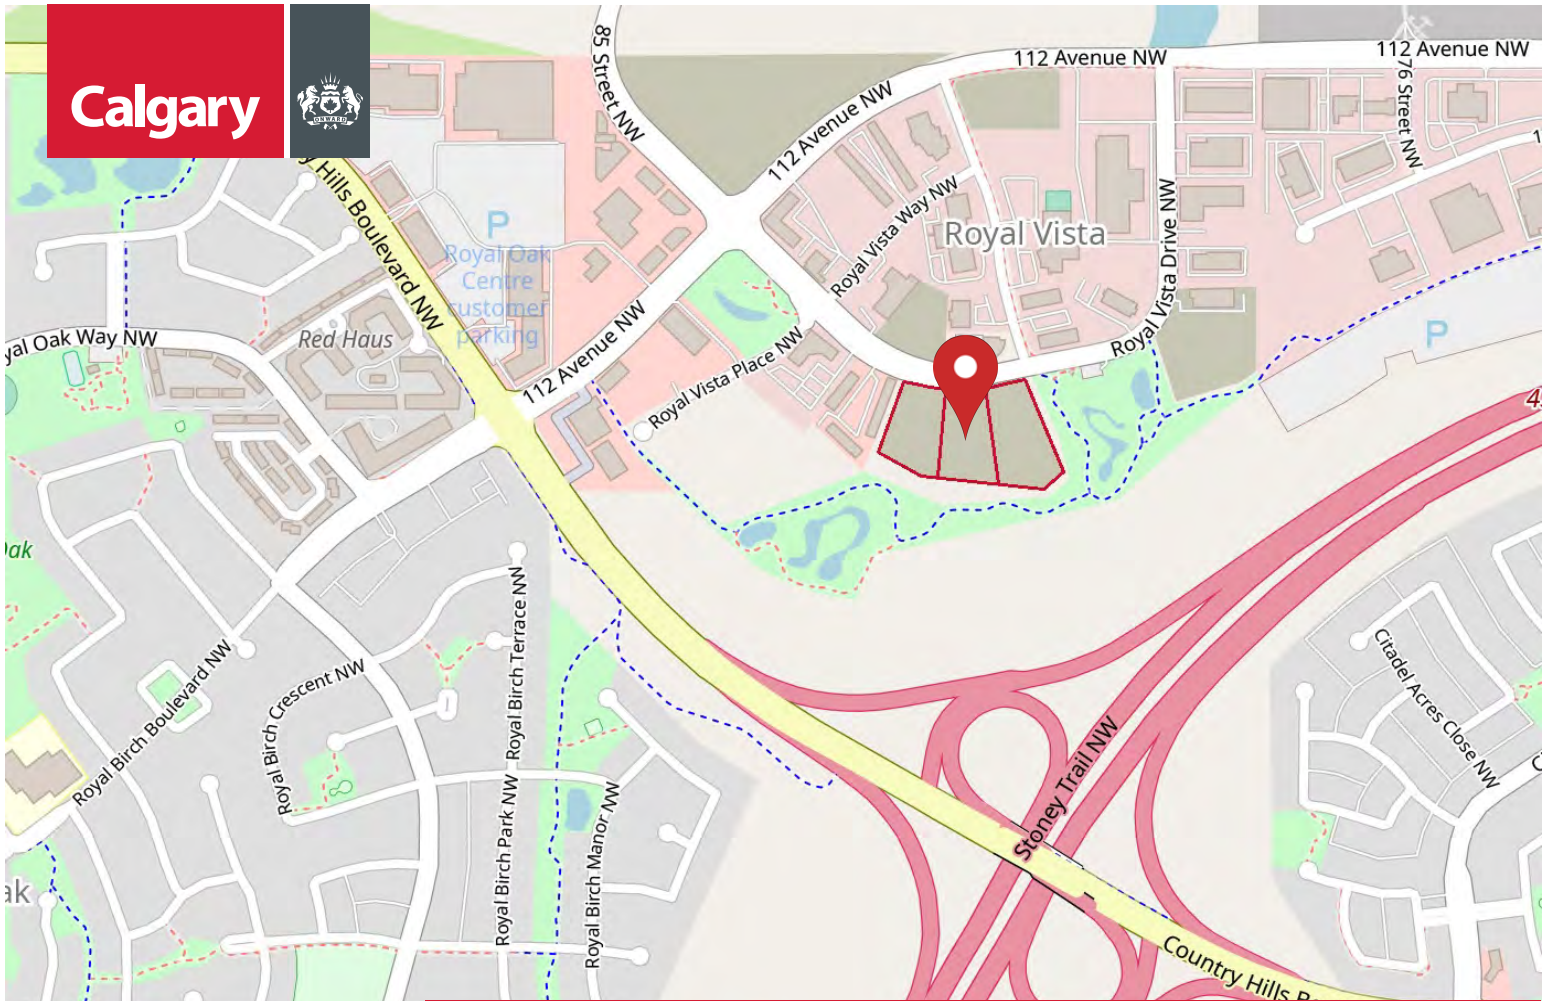 Calgary
ONWARD
85 Street NW
112 Avenue NW
112 Avenue NW
76 Street NW
112 Avenue NW
y Hills Boulevard NW
P
Royal Oak
Centre
customer
parking
Royal Vista Way NW
Royal Vista
Royal Vista Drive NW
yal Oak Way NW
Red Haus
112 Avenue NW
Royal Vista Place NW
P
Oak
Royal Birch Boulevard NW
Royal Birch Crescent NW
Royal Birch Terrace NW
Royal Birch Park NW
Royal Birch Manor NW
Stoney Trail NW
Citadel Acres Close NW
ak
Country Hills B